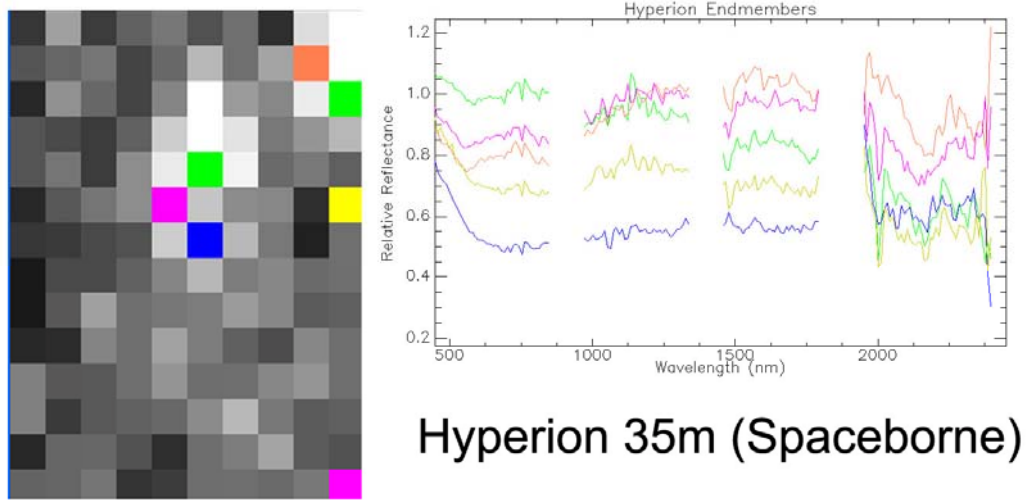 Hyperion Endmembers
Relative Reflectance
1.2
1.0
0.8
0.6
0.4
0.2
500
1000
1500
2000
Wavelength (nm)
Hyperion 35m (Spaceborne)